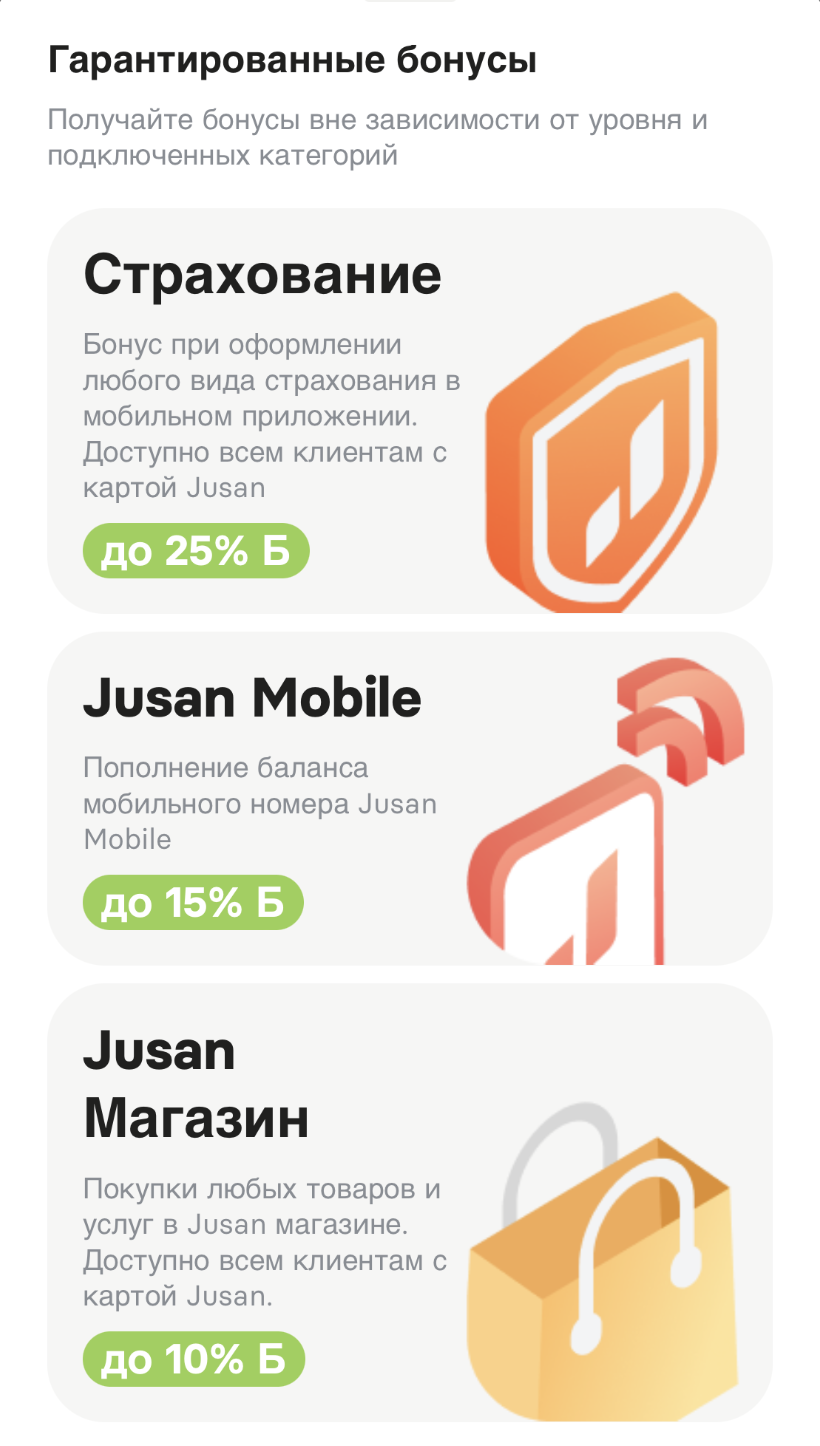 Гарантированные бонусы
Получайте бонусы вне зависимости от уровня и
подключенных категорий
Страхование
Бонус при оформлении
любого вида страхования в
мобильном приложении.
Доступно всем клиентам с
картой Jusan
до 25% Б
Jusan Mobile
Пополнение баланса
мобильного номера Jusan
Mobile
до 15% Б
Jusan
Магазин
Покупки любых товаров и
услуг в Jusan магазине.
Доступно всем клиентам с
картой Jusan.
до 10% Б